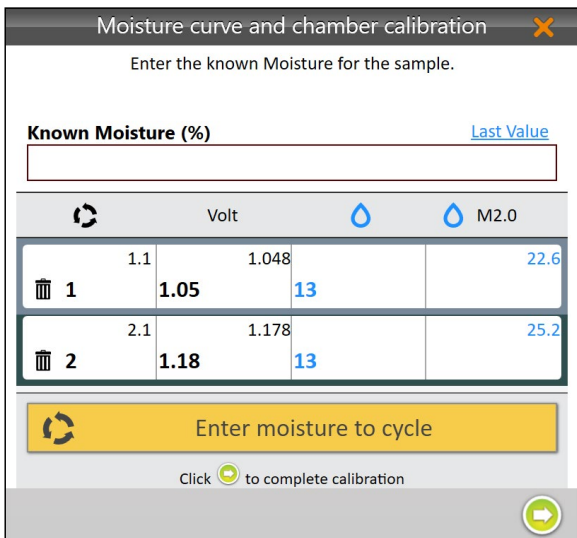 Moisture curve and chamber calibration
Enter the known Moisture for the sample.
Known Moisture (%) Last Value
Volt M2.0
1.1 1.048 22.6
1 1.05 13
2.1 1.178 25.2
2 1.18 13
Enter moisture to cycle
Click to complete calibration